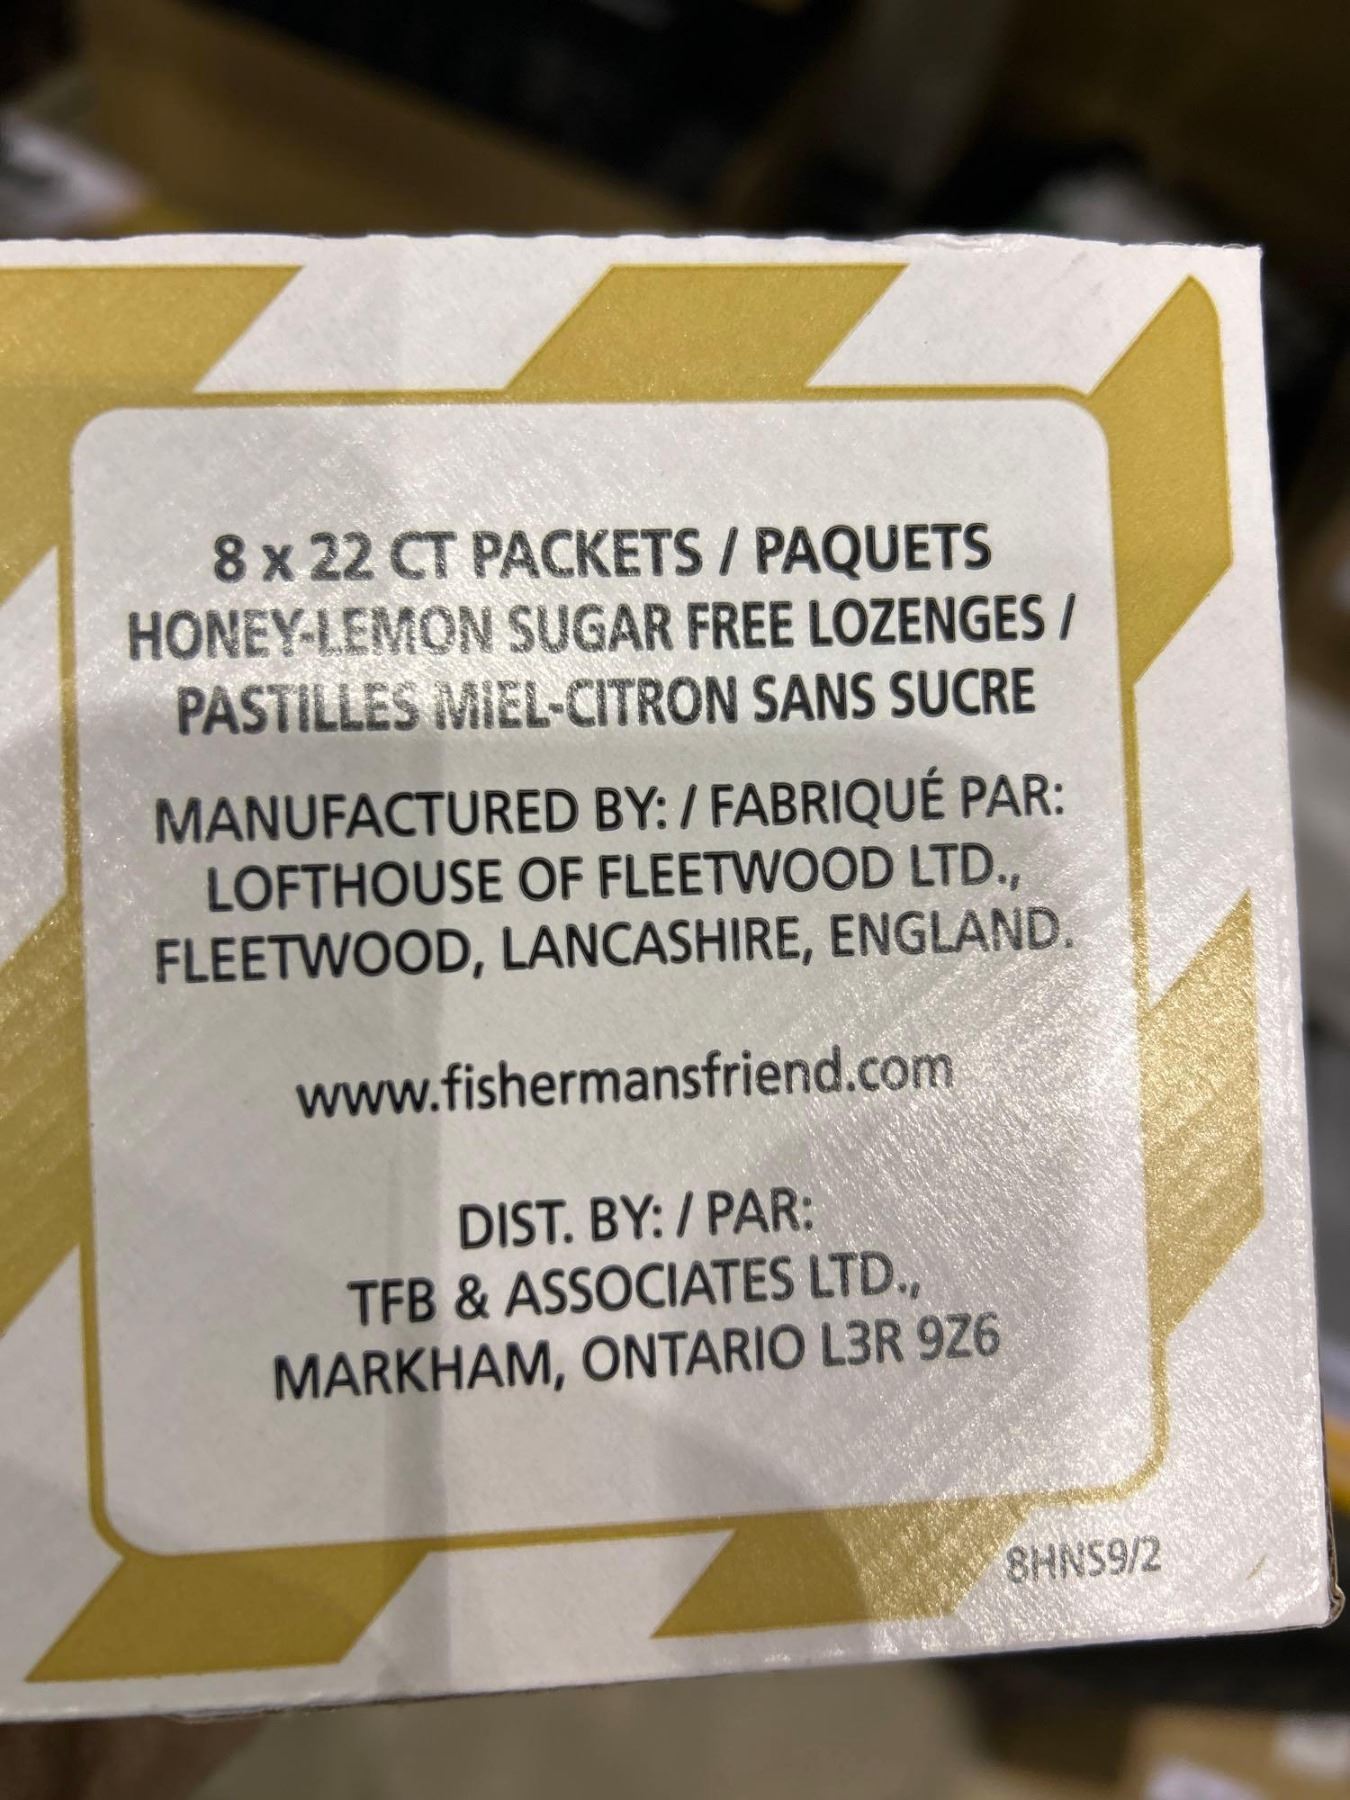 8 x 22 CT PACKETS / PAQUETS
HONEY-LEMON SUGAR FREE LOZENGES /
PASTILLES MIEL-CITRON SANS SUCRE
MANUFACTURED BY: / FABRIQUÉ PAR:
LOFTHOUSE OF FLEETWOOD LTD.,
FLEETWOOD, LANCASHIRE, ENGLAND.
www.fishermansfriend.com
DIST. BY: / PAR:
TFB & ASSOCIATES LTD.,
MARKHAM, ONTARIO L3R 9Z6
8HNS9/2